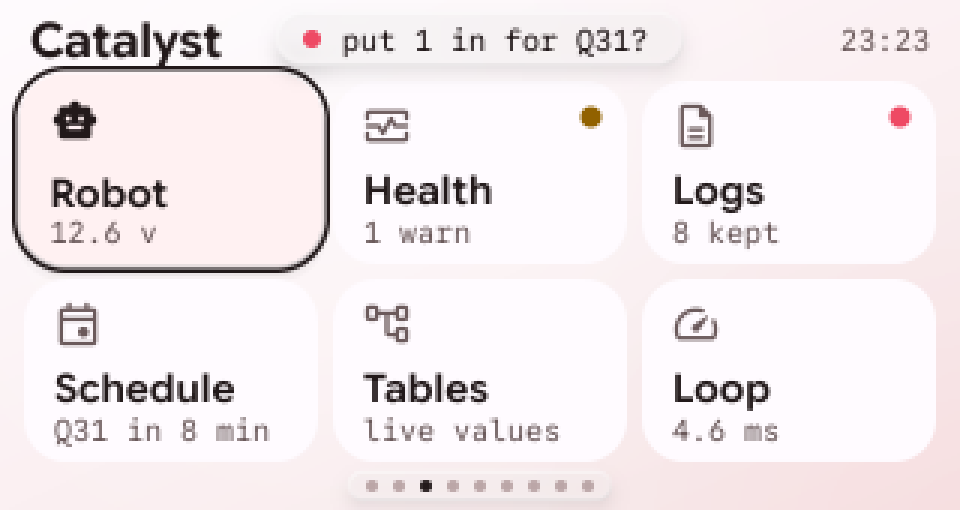 Catalyst
put 1 in for Q31?
23:23
Robot
12.6 v
Health
1 warn
Logs
8 kept
Schedule
Q31 in 8 min
Tables
live values
Loop
4.6 ms